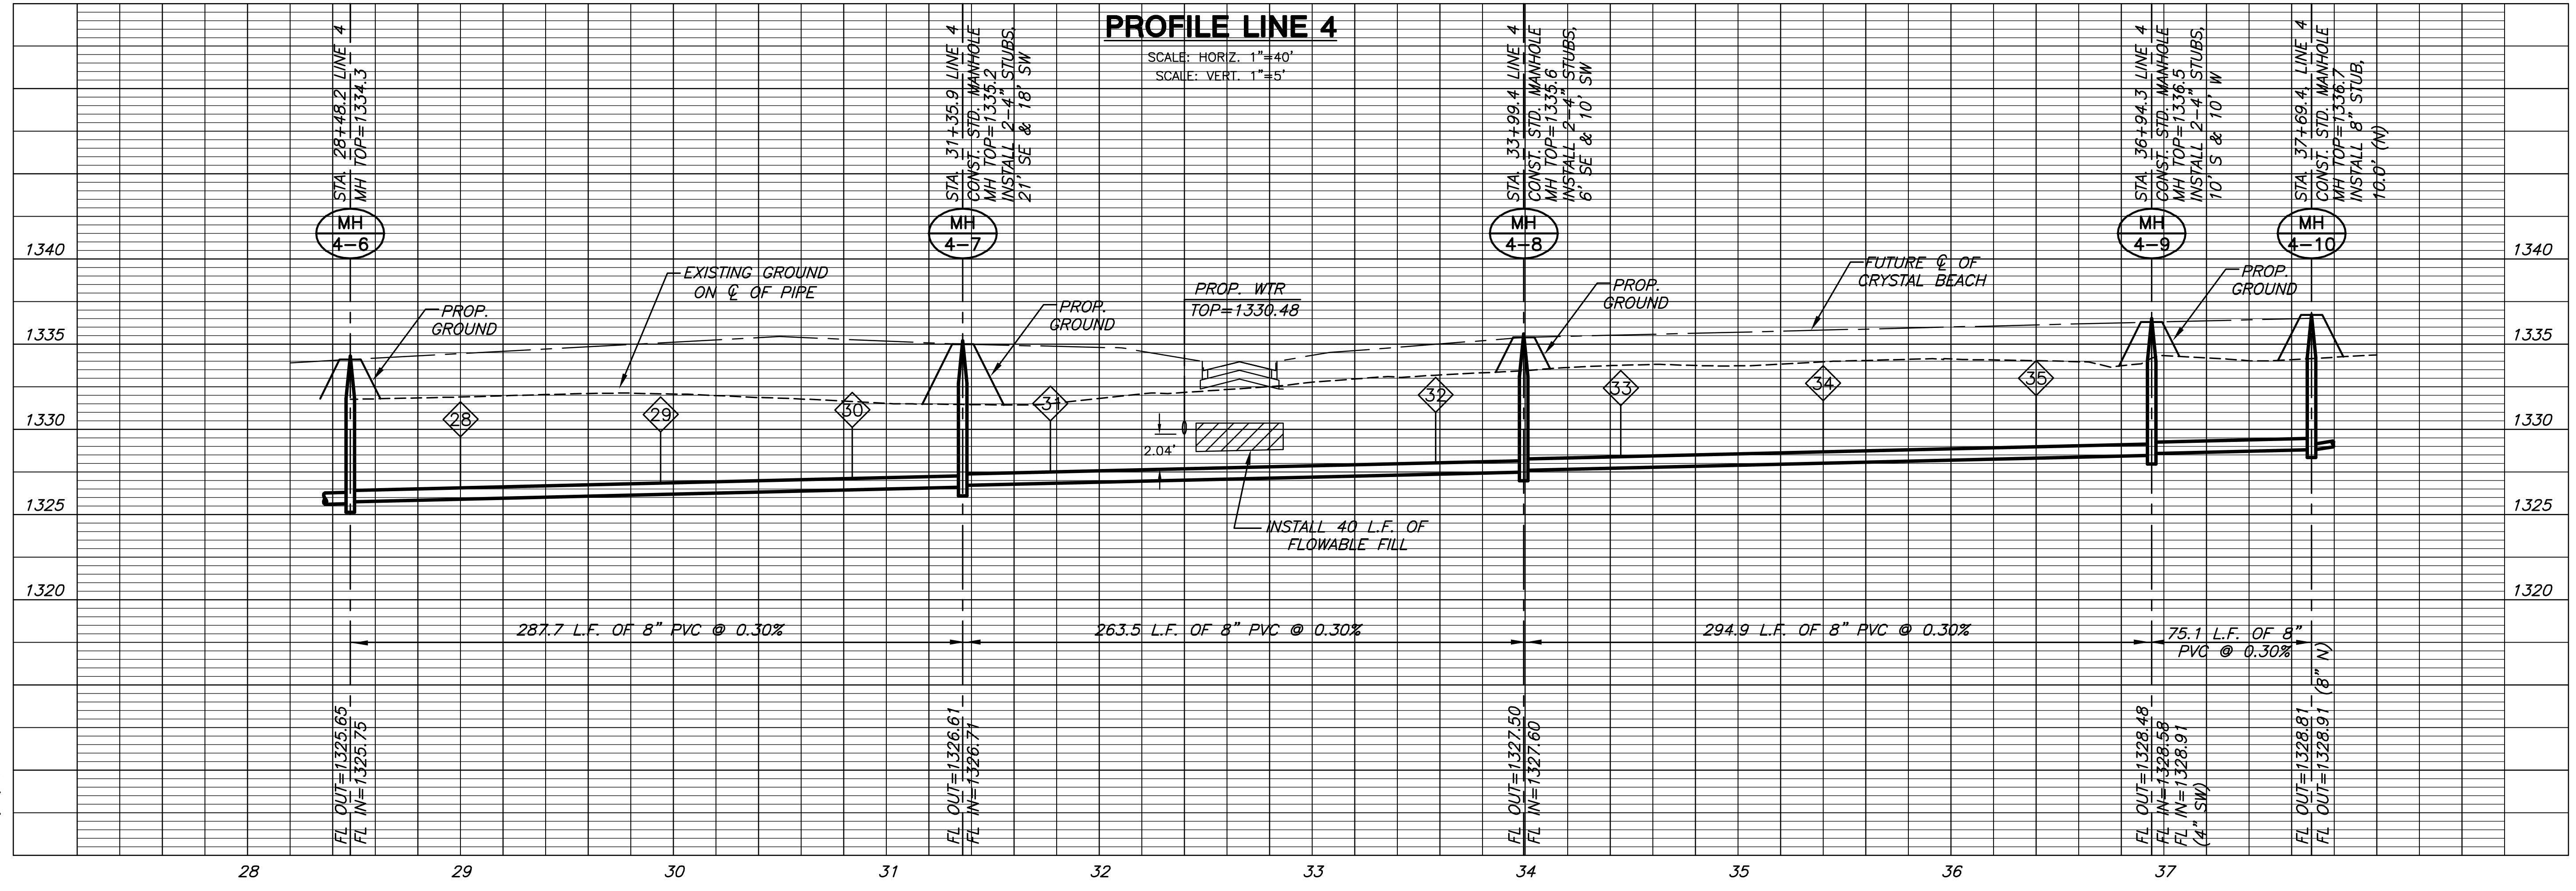 PROFILE LINE 4
SCALE: HORIZ. 1"=40'
SCALE: VERT. 1"=5'
STA. 28+48.2 LINE 4
MH TOP=1334.3
STA. 31+35.9 LINE 4
CONST. STD. MANHOLE
MH TOP=1335.2
INSTALL 2-4" STUBS,
21' SE & 18' SW
STA. 33+99.4 LINE 4
CONST. STD. MANHOLE
MH TOP=1335.6
INSTALL 2-4" STUBS,
6' SE & 10' SW
STA. 36+94.3 LINE 4
CONST. STD. MANHOLE
MH TOP=1336.5
INSTALL 2-4" STUBS,
10' S & 10' W
STA. 37+69.4, LINE 4
CONST. STD. MANHOLE
MH TOP=1336.7
INSTALL 8" STUB,
10.0' (N)
MH
4-6
MH
4-7
MH
4-8
MH
4-9
MH
4-10
1340
1340
EXISTING GROUND
ON ℄ OF PIPE
PROP.
GROUND
PROP.
GROUND
PROP. WTR
TOP=1330.48
PROP.
GROUND
FUTURE ℄ OF
CRYSTAL BEACH
PROP.
GROUND
1335
1335
28
29
30
31
32
33
34
35
1330
1330
2.04'
1325
1325
INSTALL 40 L.F. OF
FLOWABLE FILL
1320
1320
287.7 L.F. OF 8" PVC @ 0.30%
263.5 L.F. OF 8" PVC @ 0.30%
294.9 L.F. OF 8" PVC @ 0.30%
75.1 L.F. OF 8"
PVC @ 0.30%
FL OUT=1325.65
FL IN=1325.75
FL OUT=1326.61
FL IN=1326.71
FL OUT=1327.50
FL IN=1327.60
FL OUT=1328.48
FL IN=1328.58
FL IN=1328.91
(4" SW)
FL OUT=1328.81
FL OUT=1328.91 (8" N)
28
29
30
31
32
33
34
35
36
37